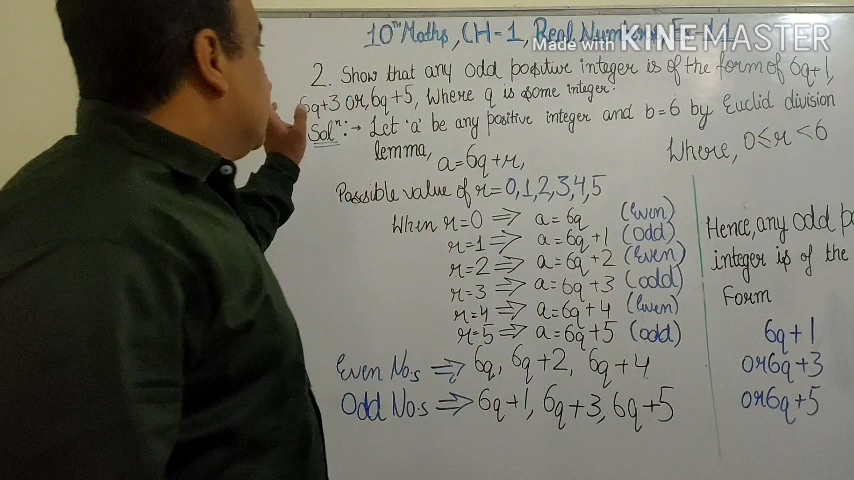 10th Maths, CH-1, Real Numbers, Ex-1.1
Made with KINEMASTER
2. Show that any odd positive integer is of the form of 6q+1,
6q+3 or, 6q+5, Where q is some integer.
Solⁿ:→ Let 'a' be any positive integer and b=6 by Euclid division
lemma, a=6q+r, Where, 0≤r<6
Possible value of r=0,1,2,3,4,5
When r=0 ⇒ a=6q (Even)
r=1 ⇒ a=6q+1 (odd)
r=2 ⇒ a=6q+2 (Even)
r=3 ⇒ a=6q+3 (odd)
r=4 ⇒ a=6q+4 (Even)
r=5 ⇒ a=6q+5 (odd)
Even No.s ⇒ 6q, 6q+2, 6q+4
Odd No.s ⇒ 6q+1, 6q+3, 6q+5
Hence, any odd po
integer is of the
Form
6q+1
or 6q+3
or 6q+5